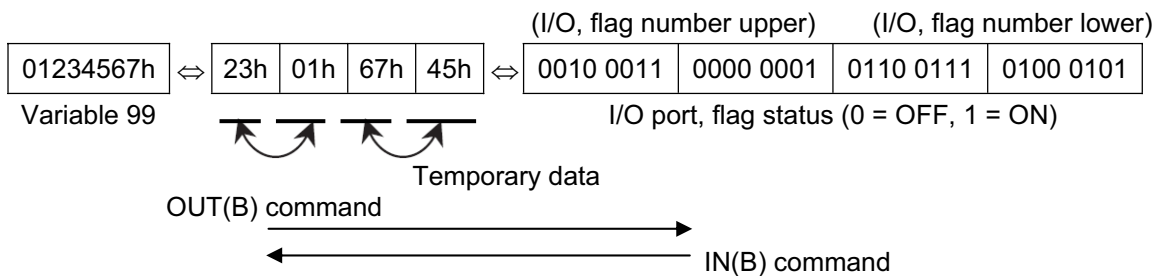 (I/O, flag number upper) (I/O, flag number lower)
01234567h ⇔ 23h 01h 67h 45h ⇔ 0010 0011 0000 0001 0110 0111 0100 0101
Variable 99 I/O port, flag status (0 = OFF, 1 = ON)
Temporary data
OUT(B) command
IN(B) command